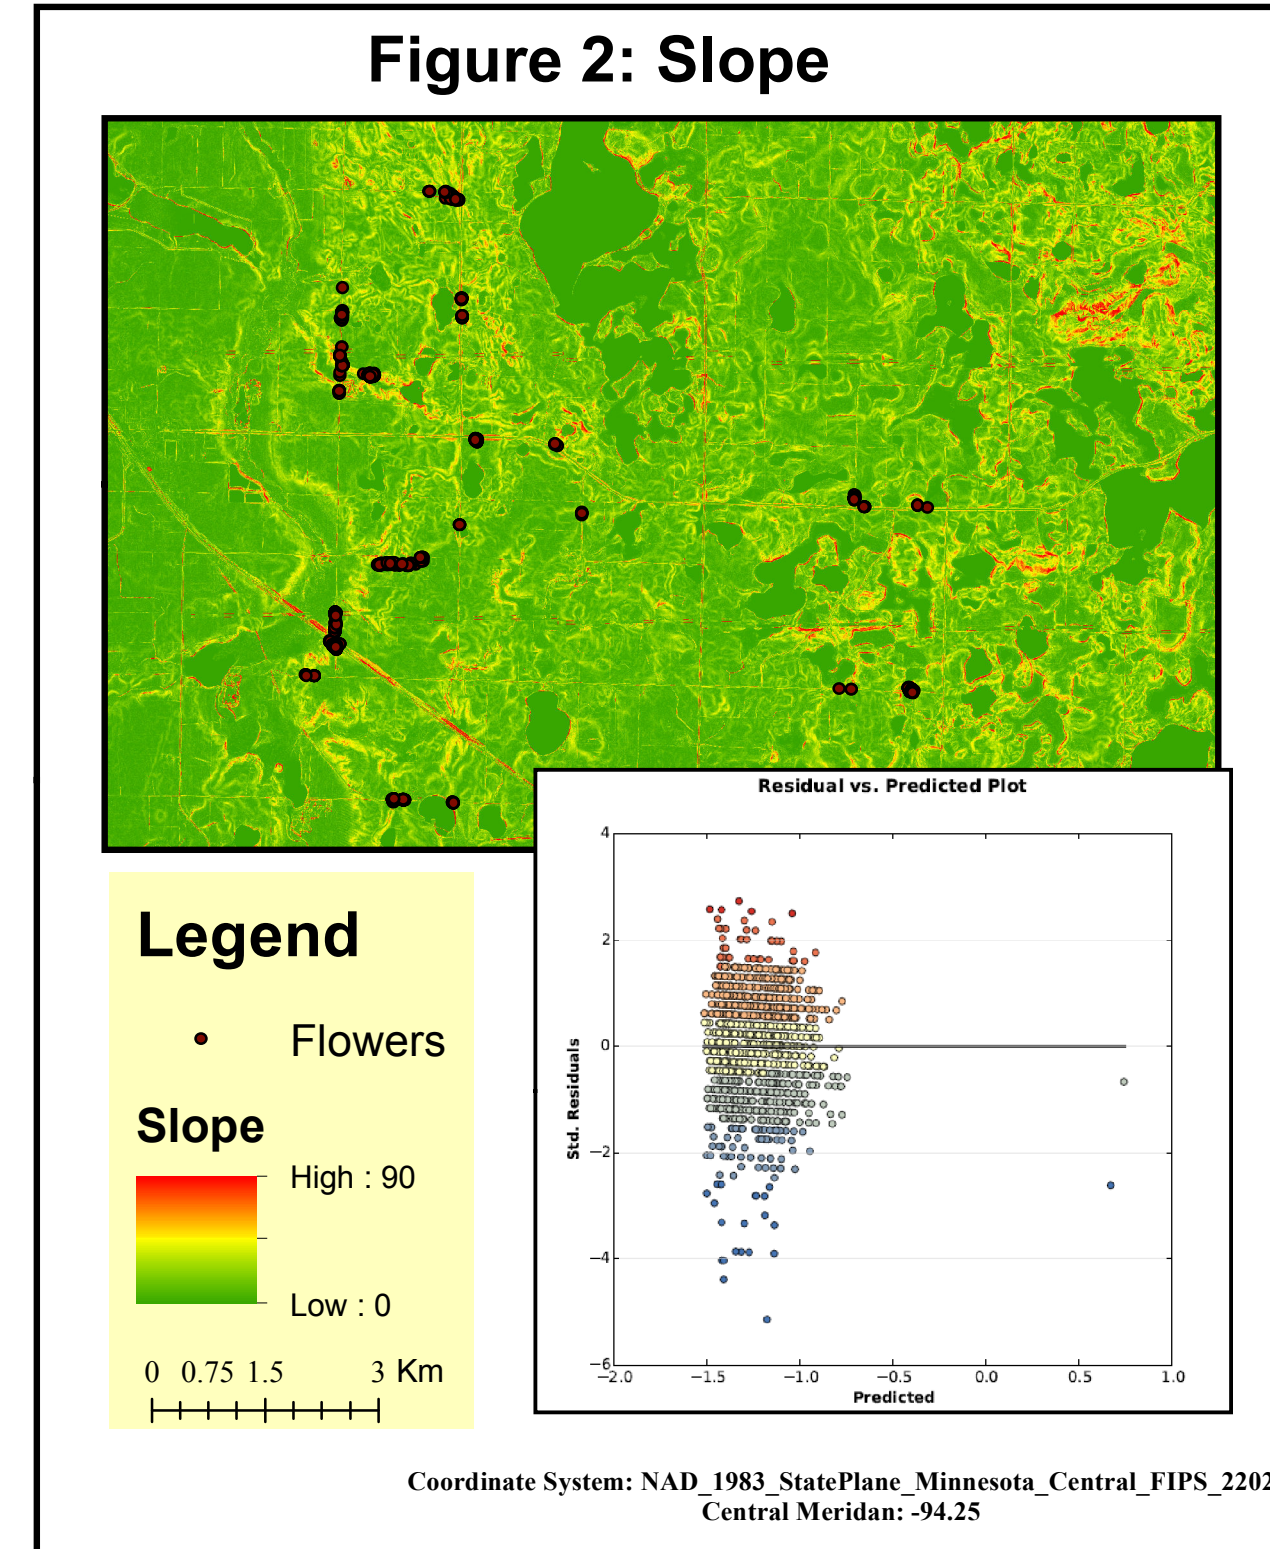 Figure 2: Slope
Residual vs. Predicted Plot
4
2
0
−2
−4
−6
Std. Residuals
−2.0 −1.5 −1.0 −0.5 0.0 0.5 1.0
Predicted
Legend
Flowers
Slope
High : 90
Low : 0
0 0.75 1.5 3 Km
Coordinate System: NAD_1983_StatePlane_Minnesota_Central_FIPS_2202
Central Meridan: -94.25